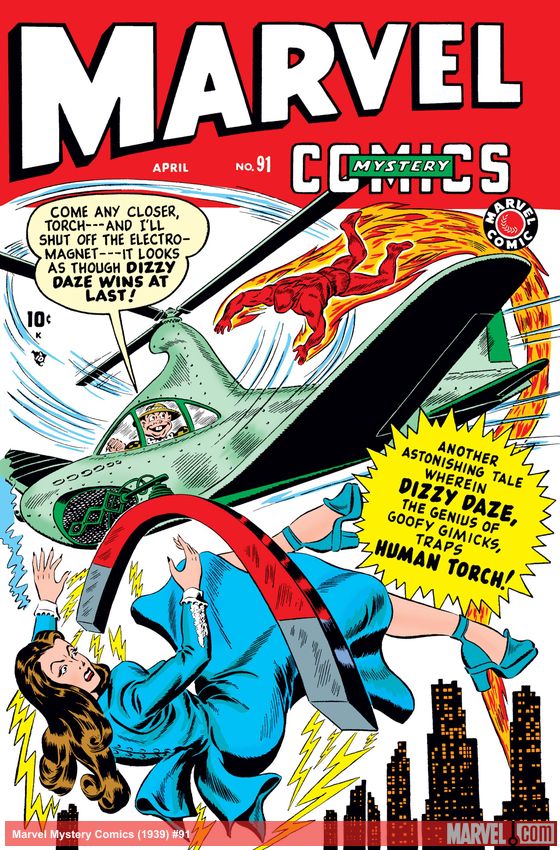 MARVEL
APRIL NO. 91
COMICS
MYSTERY
MARVEL
COMIC
COME ANY CLOSER,
TORCH---AND I'LL
SHUT OFF THE ELECTRO-
MAGNET---IT LOOKS
AS THOUGH DIZZY
DAZE WINS AT
LAST!
10¢
K
ANOTHER
ASTONISHING TALE
WHEREIN
DIZZY DAZE,
THE GENIUS OF
GOOFY GIMICKS,
TRAPS
HUMAN TORCH!
Marvel Mystery Comics (1939) #91
MARVEL.com